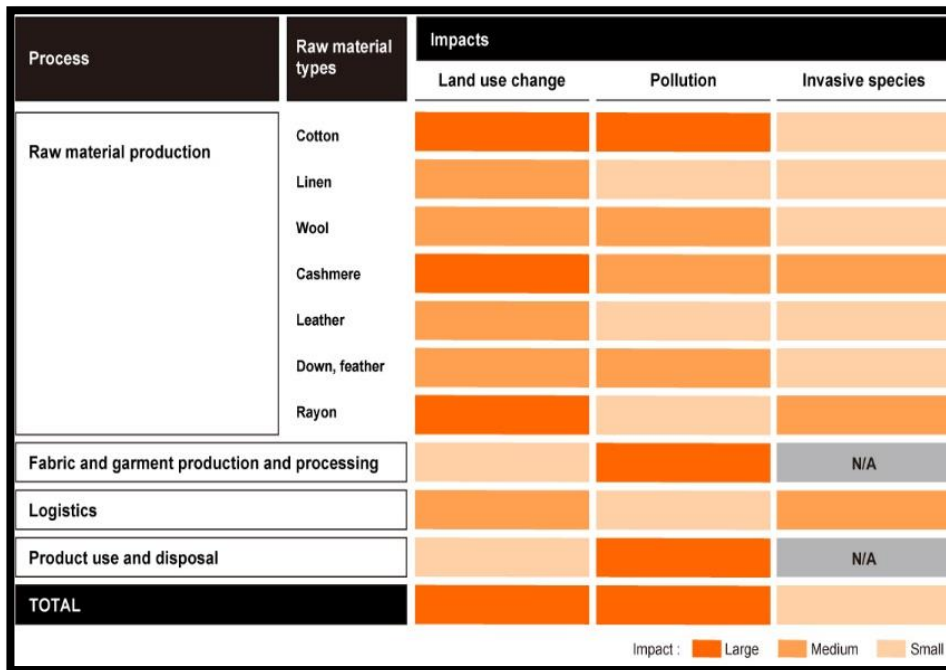 Process
Raw material
types
Impacts
Land use change
Pollution
Invasive species
Raw material production
Cotton
Linen
Wool
Cashmere
Leather
Down, feather
Rayon
Fabric and garment production and processing
N/A
Logistics
Product use and disposal
N/A
TOTAL
Impact : Large Medium Small